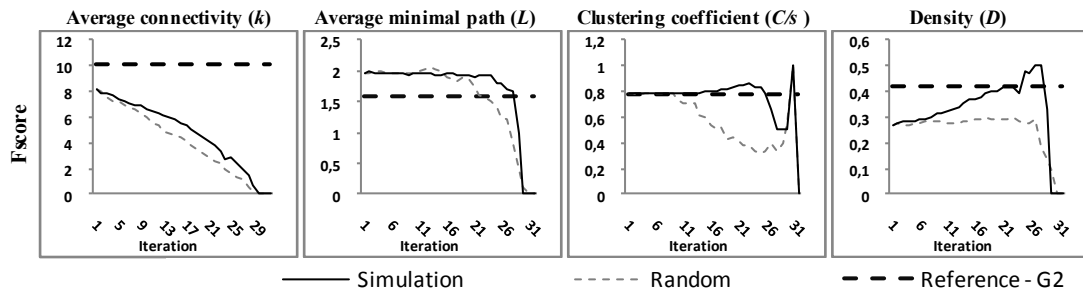 Average connectivity (k)
Average minimal path (L)
Clustering coefficient (C/s )
Density (D)
Fscore
12
10
8
6
4
2
0
1 5 9 13 17 21 25 29
Iteration
2,5
2
1,5
1
0,5
0
1 6 11 16 21 26 31
Iteration
1,2
1
0,8
0,6
0,4
0,2
0
1 6 11 16 21 26 31
Iteration
0,6
0,5
0,4
0,3
0,2
0,1
0
1 6 11 16 21 26 31
Iteration
Simulation
Random
Reference - G2